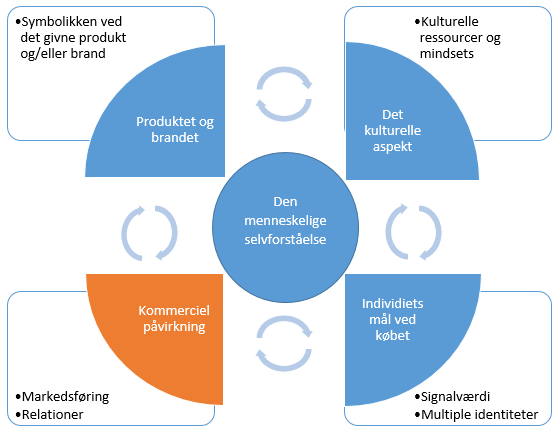 •Symbolikken ved
det givne produkt
og/eller brand
•Kulturelle
ressourcer og
mindsets
Produktet og
brandet
Det
kulturelle
aspekt
Den
menneskelige
selvforståelse
Kommerciel
påvirkning
Individiets
mål ved
købet
•Markedsføring
•Relationer
•Signalværdi
•Multiple identiteter